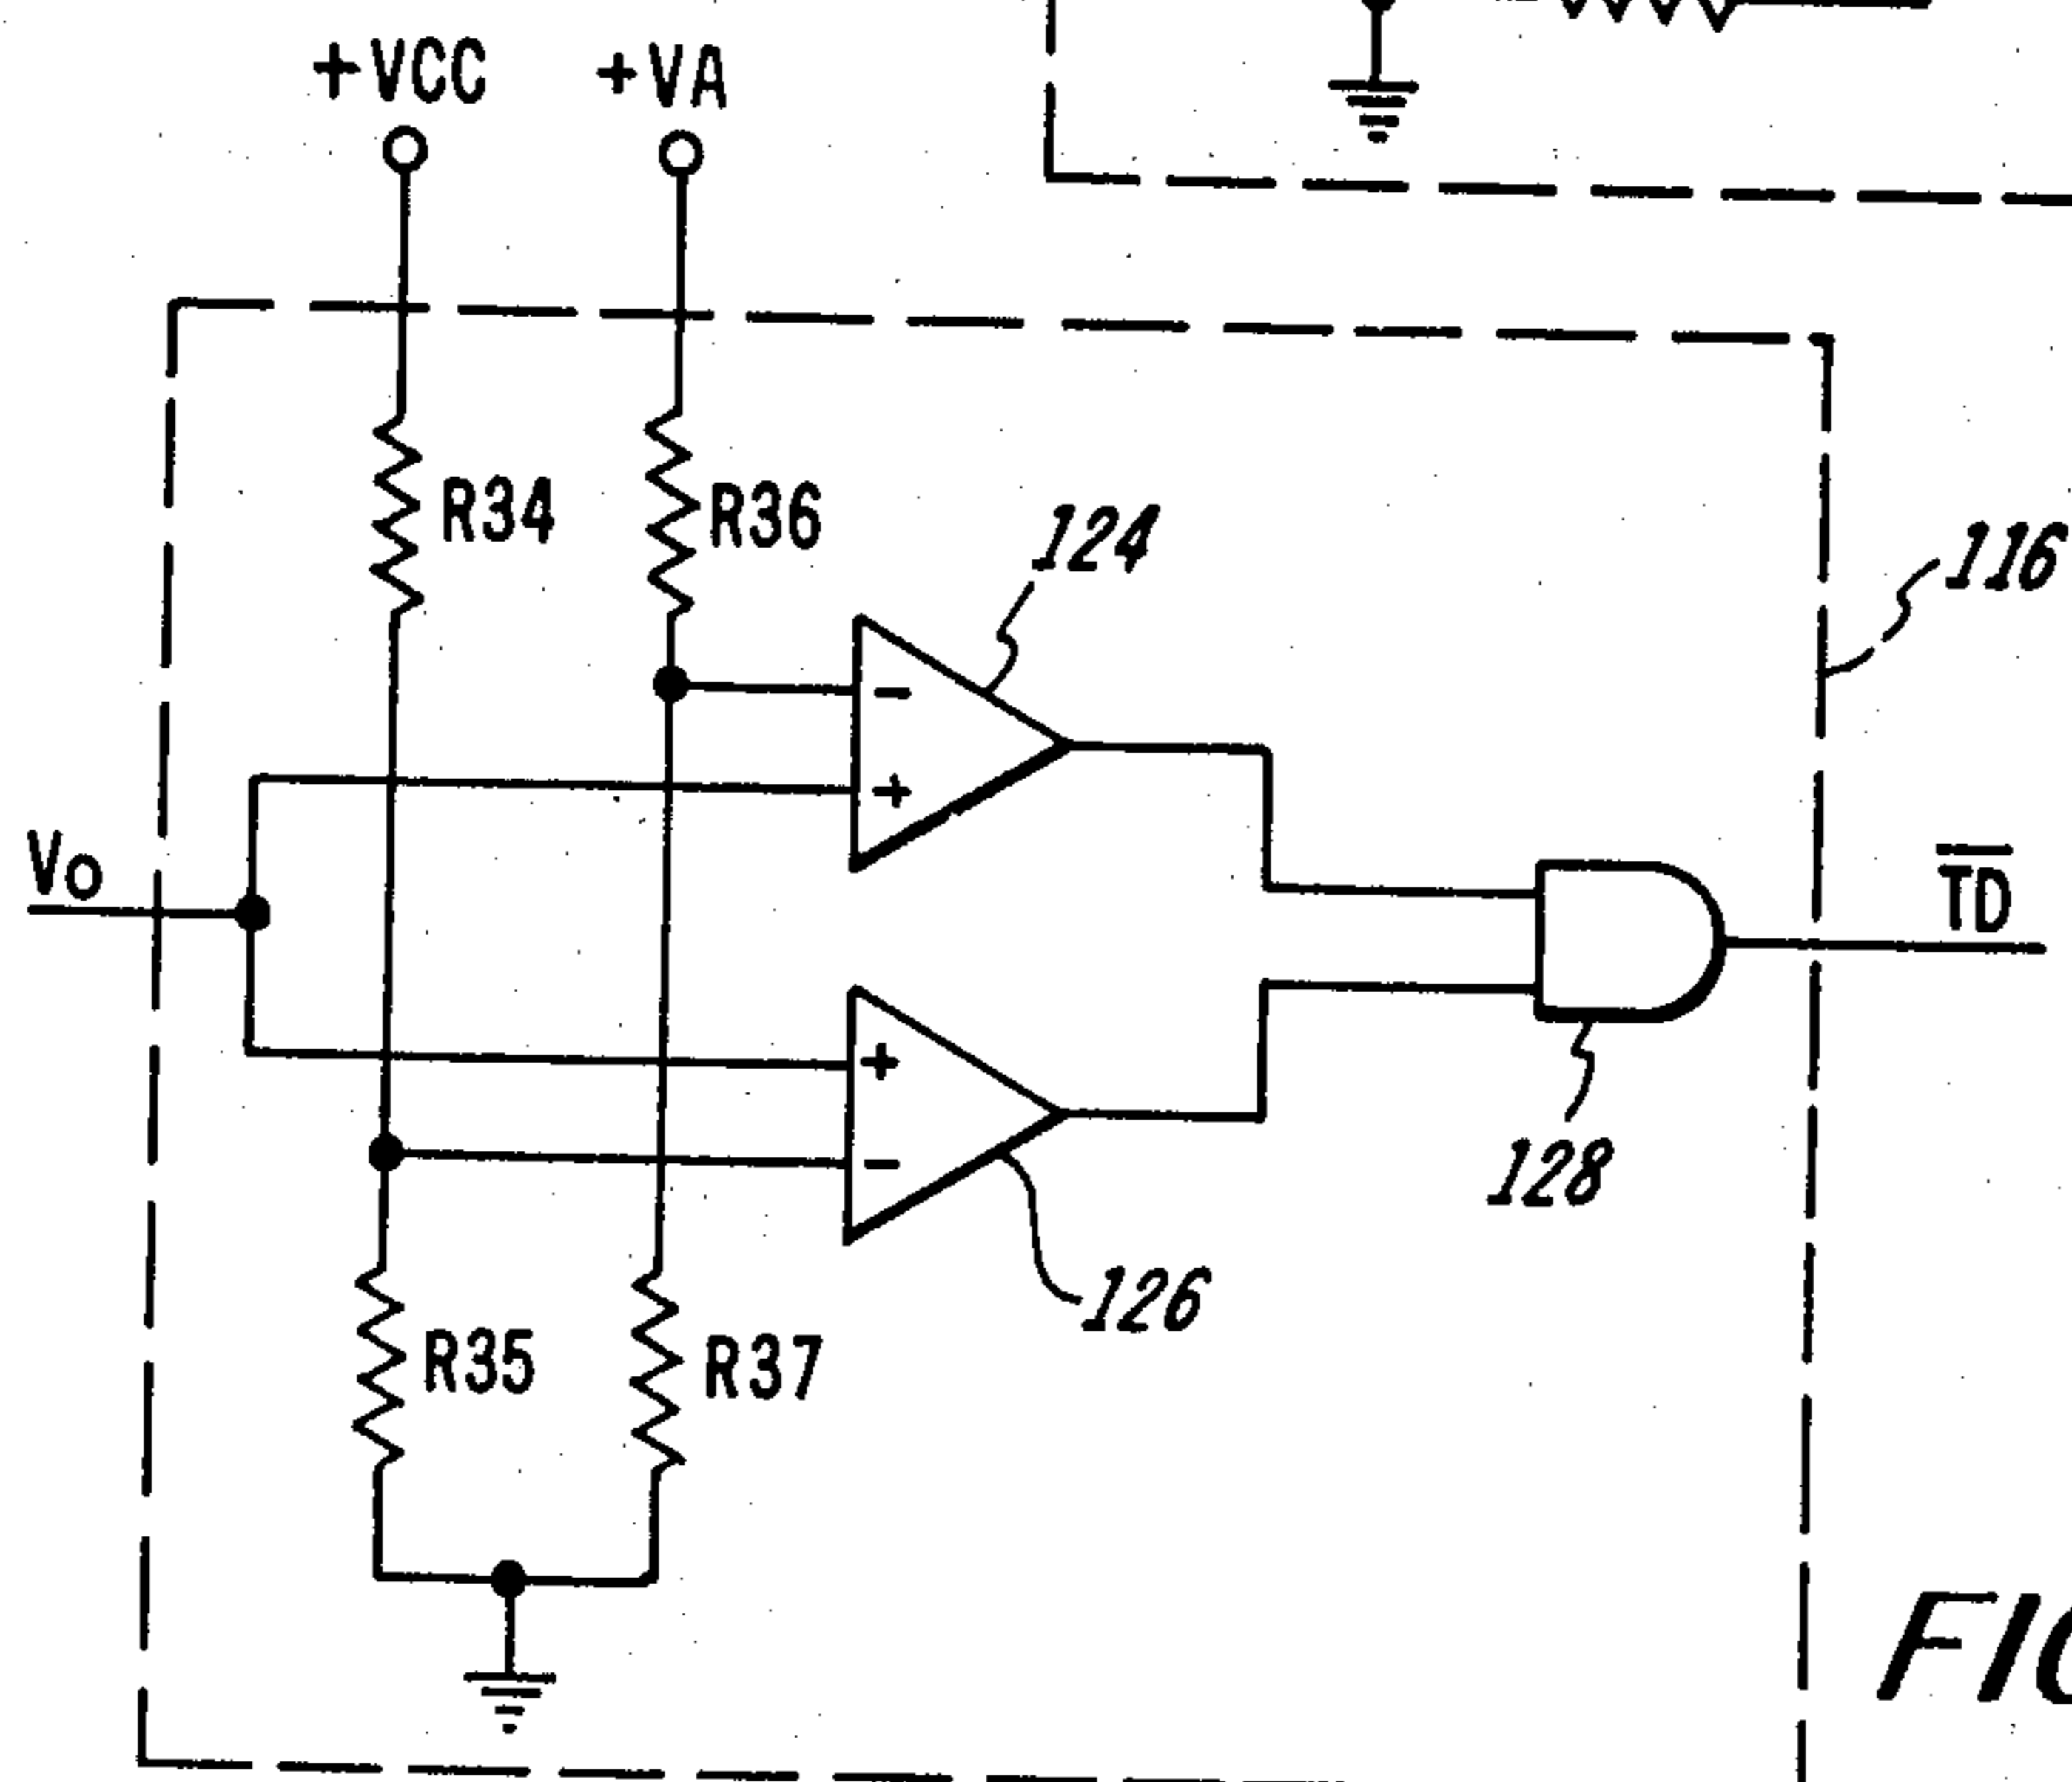 +VCC +VA
R34 R36
124
116
- 
+
Vo
TD
+
-
128
126
R35 R37
FIG